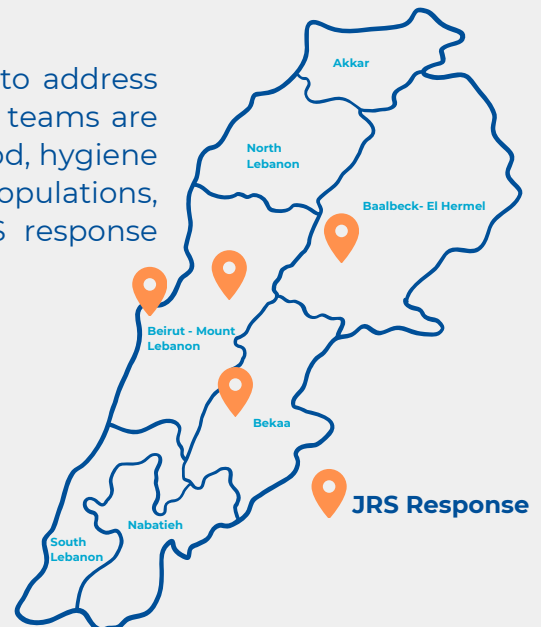 to address
teams are
od, hygiene
opulations,
S response
Akkar
North
Lebanon
Baalbeck- El Hermel
Beirut - Mount
Lebanon
Bekaa
JRS Response
Nabatieh
South
Lebanon